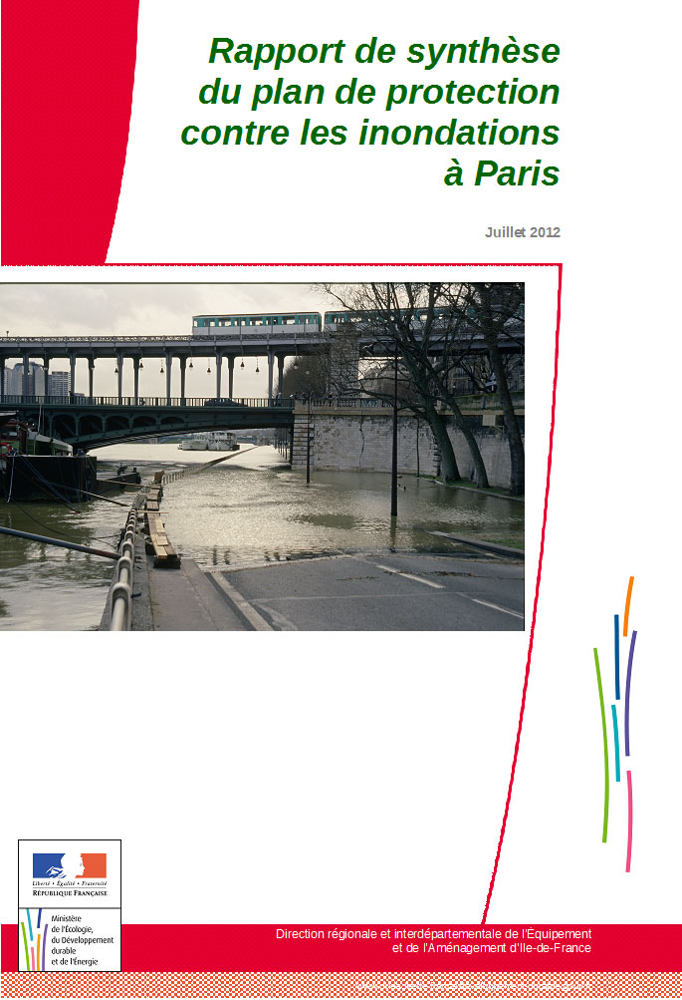 Rapport de synthèse
du plan de protection
contre les inondations
à Paris
Juillet 2012
Liberté • Égalité • Fraternité
RÉPUBLIQUE FRANÇAISE
Ministère
de l'Écologie,
du Développement
durable
et de l'Énergie
Direction régionale et interdépartementale de l'Équipement
et de l'Aménagement d'Ile-de-France